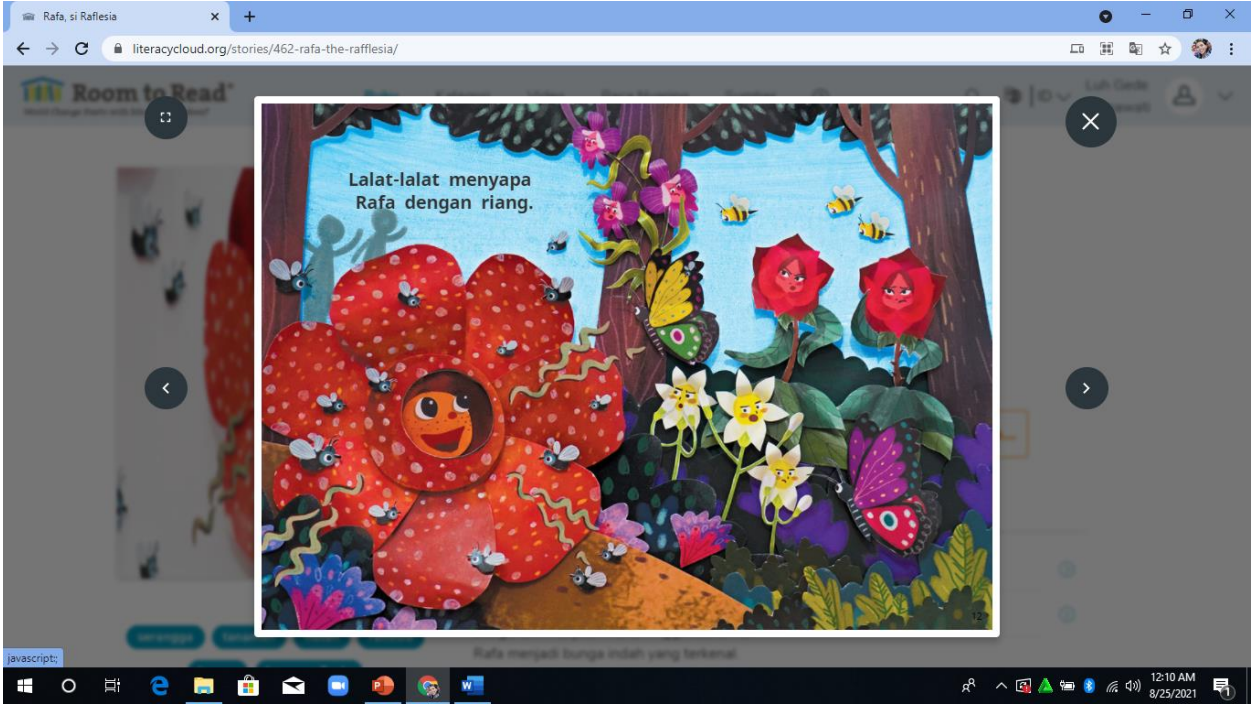 Rafa, si Raflesia
literacycloud.org/stories/462-rafa-the-rafflesia/
Room to Read®
Lalat-lalat menyapa
Rafa dengan riang.
12
serangga
Rafa menjadi bunga indah yang terkenal
javascript:;
12:10 AM
8/25/2021